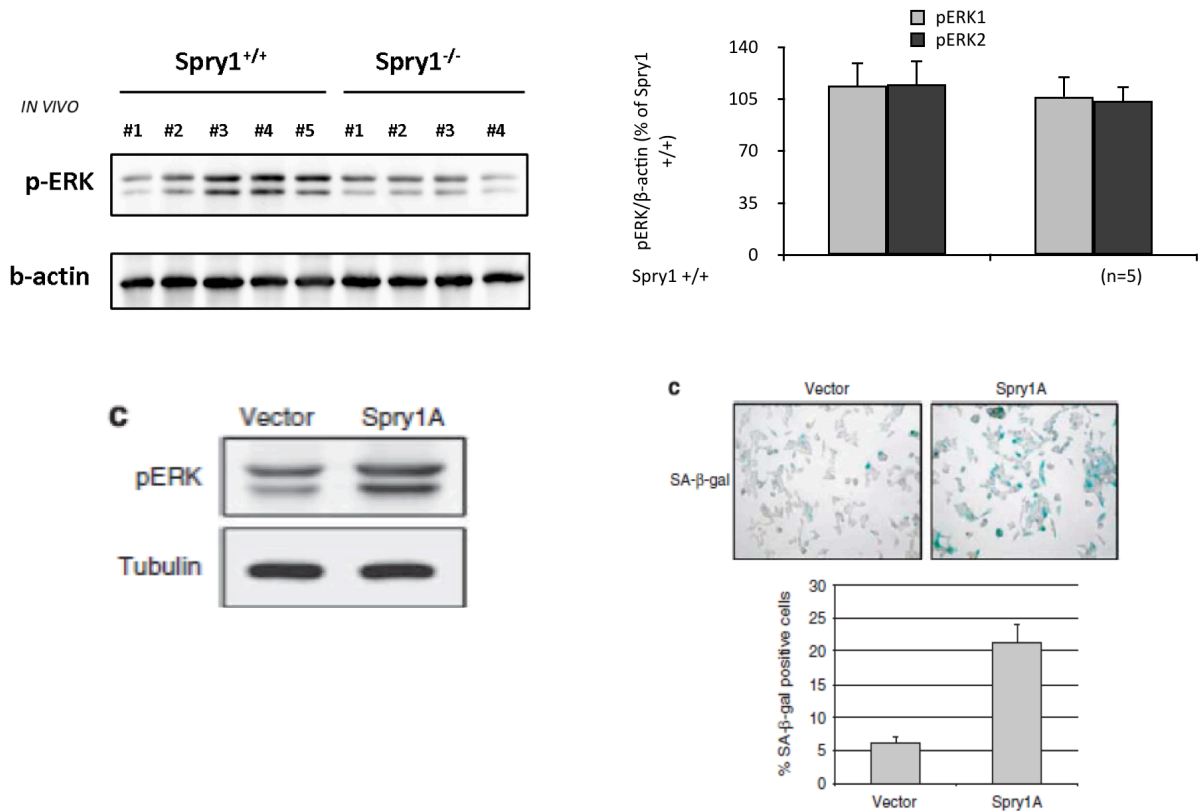 Spry1+/+ Spry1-/-
IN VIVO
#1 #2 #3 #4 #5 #1 #2 #3 #4
p-ERK
b-actin
pERK1
pERK2
140
105
70
35
0
pERK/β-actin (% of Spry1
+/+)
Spry1 +/+ (n=5)
C
Vector Spry1A
pERK
Tubulin
C
Vector Spry1A
SA-β-gal
30
25
20
15
10
5
0
% SA-β-gal positive cells
Vector Spry1A